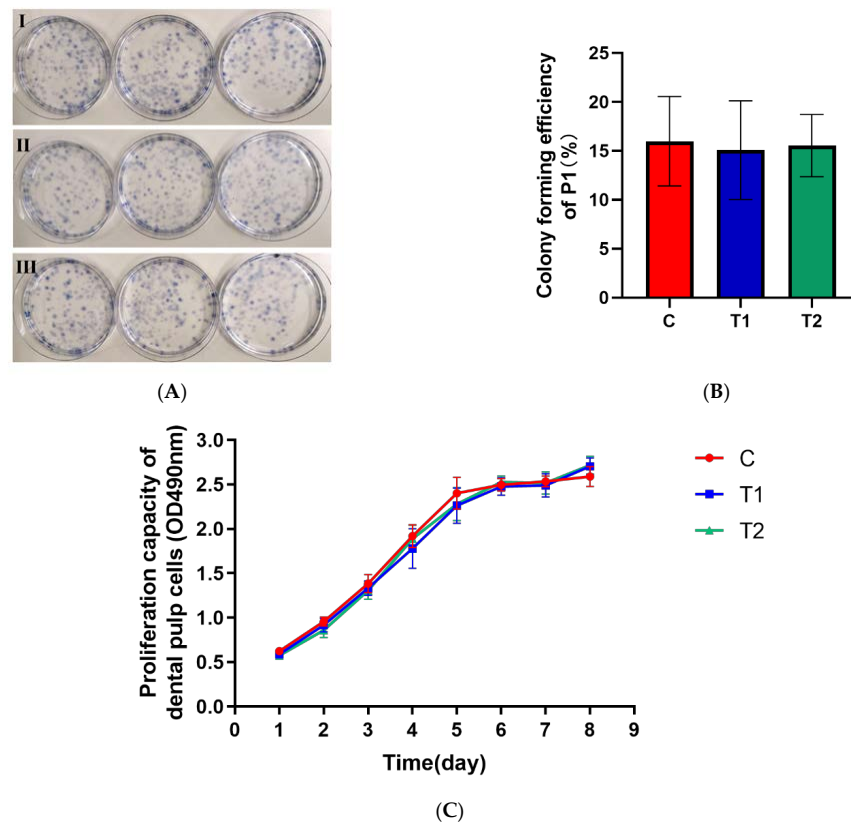 I
II
III
(A)
Colony forming efficiency
of P1(%)
25
20
15
10
5
0
C
T1
T2
(B)
Proliferation capacity of
dental pulp cells (OD490nm)
3.0
2.5
2.0
1.5
1.0
0.5
0.0
0
1
2
3
4
5
6
7
8
9
Time(day)
C
T1
T2
(C)